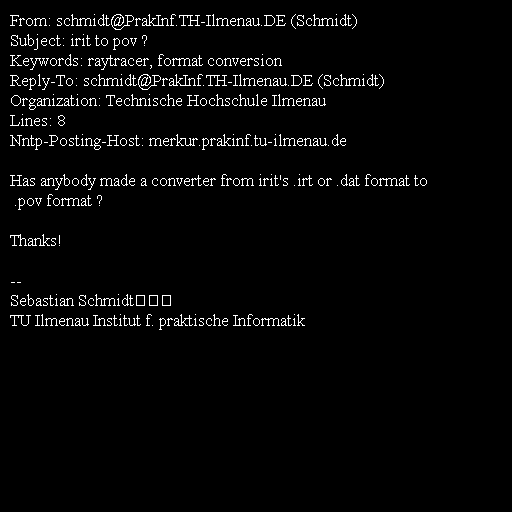 From: schmidt@PrakInf.TH-Ilmenau.DE (Schmidt)
Subject: irit to pov ?
Keywords: raytracer, format conversion
Reply-To: schmidt@PrakInf.TH-Ilmenau.DE (Schmidt)
Organization: Technische Hochschule Ilmenau
Lines: 8
Nntp-Posting-Host: merkur.prakinf.tu-ilmenau.de

Has anybody made a converter from irit's .irt or .dat format to
.pov format ?

Thanks!

--
Sebastian Schmidt□□□
TU Ilmenau Institut f. praktische Informatik